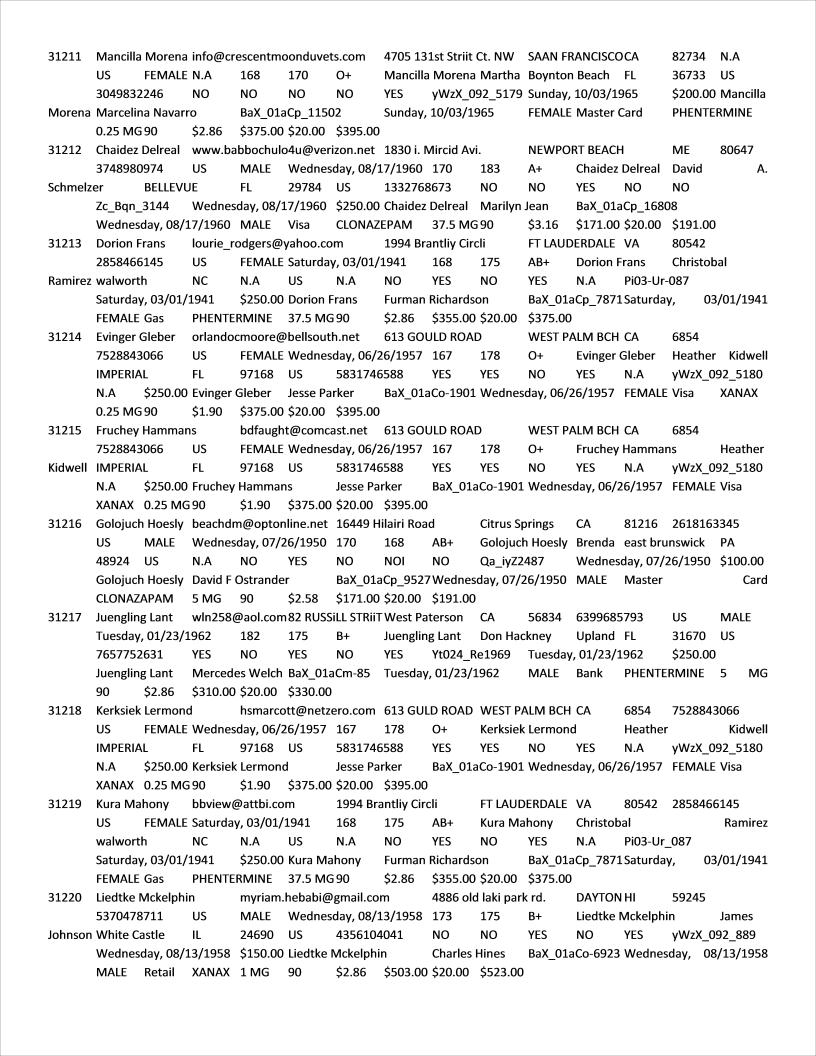 31211 Mancilla Morena info@crescentmoonduvets.com 4705 131st Striit Ct. NW SAAN FRANCISCOCA 82734 N.A
US FEMALE N.A 168 170 O+ Mancilla Morena Martha Boynton Beach FL 36733 US
3049832246 NO NO NO NO YES yWzX_092_5179 Sunday, 10/03/1965 $200.00 Mancilla
Morena Marcelina Navarro BaX_01aCp_11502 Sunday, 10/03/1965 FEMALE Master Card PHENTERMINE
0.25 MG 90 $2.86 $375.00 $20.00 $395.00
31212 Chaidez Delreal www.babbochulo4u@verizon.net 1830 i. Mircid Avi. NEWPORT BEACH ME 80647
3748980974 US MALE Wednesday, 08/17/1960 170 183 A+ Chaidez Delreal David A.
Schmelzer BELLEVUE FL 29784 US 1332768673 NO NO YES NO NO
Zc_Bqn_3144 Wednesday, 08/17/1960 $250.00 Chaidez Delreal Marilyn Jean BaX_01aCp_16808
Wednesday, 08/17/1960 MALE Visa CLONAZEPAM 37.5 MG 90 $3.16 $171.00 $20.00 $191.00
31213 Dorion Frans lourie_rodgers@yahoo.com 1994 Brantliy Circli FT LAUDERDALE VA 80542
2858466145 US FEMALE Saturday, 03/01/1941 168 175 AB+ Dorion Frans Christobal
Ramirez walworth NC N.A US N.A NO YES NO YES N.A Pi03-Ur-087
Saturday, 03/01/1941 $250.00 Dorion Frans Furman Richardson BaX_01aCp_7871 Saturday, 03/01/1941
FEMALE Gas PHENTERMINE 37.5 MG 90 $2.86 $355.00 $20.00 $375.00
31214 Evinger Gleber orlandocmoore@bellsouth.net 613 GOULD ROAD WEST PALM BCH CA 6854
7528843066 US FEMALE Wednesday, 06/26/1957 167 178 O+ Evinger Gleber Heather Kidwell
IMPERIAL FL 97168 US 5831746588 YES YES NO YES N.A yWzX_092_5180
N.A $250.00 Evinger Gleber Jesse Parker BaX_01aCo-1901 Wednesday, 06/26/1957 FEMALE Visa XANAX
0.25 MG 90 $1.90 $375.00 $20.00 $395.00
31215 Fruchey Hammans bdfaught@comcast.net 613 GOULD ROAD WEST PALM BCH CA 6854
7528843066 US FEMALE Wednesday, 06/26/1957 167 178 O+ Fruchey Hammans Heather
Kidwell IMPERIAL FL 97168 US 5831746588 YES YES NO YES N.A yWzX_092_5180
N.A $250.00 Fruchey Hammans Jesse Parker BaX_01aCo-1901 Wednesday, 06/26/1957 FEMALE Visa
XANAX 0.25 MG 90 $1.90 $375.00 $20.00 $395.00
31216 Golojuch Hoesly beachdm@optonline.net 16449 Hilairi Road Citrus Springs CA 81216 2618163345
US MALE Wednesday, 07/26/1950 170 168 AB+ Golojuch Hoesly Brenda east brunswick PA
48924 US N.A NO YES NO NOI NO Qa_iyZ2487 Wednesday, 07/26/1950 $100.00
Golojuch Hoesly David F Ostrander BaX_01aCp_9527 Wednesday, 07/26/1950 MALE Master Card
CLONAZAPAM 5 MG 90 $2.58 $171.00 $20.00 $191.00
31217 Juengling Lant wln258@aol.com 82 RUSSiLL STRiiT West Paterson CA 56834 6399685793 US MALE
Tuesday, 01/23/1962 182 175 B+ Juengling Lant Don Hackney Upland FL 31670 US
7657752631 YES NO YES NO YES Yt024_Re1969 Tuesday, 01/23/1962 $250.00
Juengling Lant Mercedes Welch BaX_01aCm-85 Tuesday, 01/23/1962 MALE Bank PHENTERMINE 5 MG
90 $2.86 $310.00 $20.00 $330.00
31218 Kerksiek Lermond hsmarcott@netzero.com 613 GULD ROAD WEST PALM BCH CA 6854 7528843066
US FEMALE Wednesday, 06/26/1957 167 178 O+ Kerksiek Lermond Heather Kidwell
IMPERIAL FL 97168 US 5831746588 YES YES NO YES N.A yWzX_092_5180
N.A $250.00 Kerksiek Lermond Jesse Parker BaX_01aCo-1901 Wednesday, 06/26/1957 FEMALE Visa
XANAX 0.25 MG 90 $1.90 $375.00 $20.00 $395.00
31219 Kura Mahony bbview@attbi.com 1994 Brantliy Circli FT LAUDERDALE VA 80542 2858466145
US FEMALE Saturday, 03/01/1941 168 175 AB+ Kura Mahony Christobal Ramirez
walworth NC N.A US N.A NO YES NO YES N.A Pi03-Ur_087
Saturday, 03/01/1941 $250.00 Kura Mahony Furman Richardson BaX_01aCp_7871 Saturday, 03/01/1941
FEMALE Gas PHENTERMINE 37.5 MG 90 $2.86 $355.00 $20.00 $375.00
31220 Liedtke Mckelphin myriam.hebabi@gmail.com 4886 old laki park rd. DAYTON HI 59245
5370478711 US MALE Wednesday, 08/13/1958 173 175 B+ Liedtke Mckelphin James
Johnson White Castle IL 24690 US 4356104041 NO NO YES NO YES yWzX_092_889
Wednesday, 08/13/1958 $150.00 Liedtke Mckelphin Charles Hines BaX_01aCo-6923 Wednesday, 08/13/1958
MALE Retail XANAX 1 MG 90 $2.86 $503.00 $20.00 $523.00